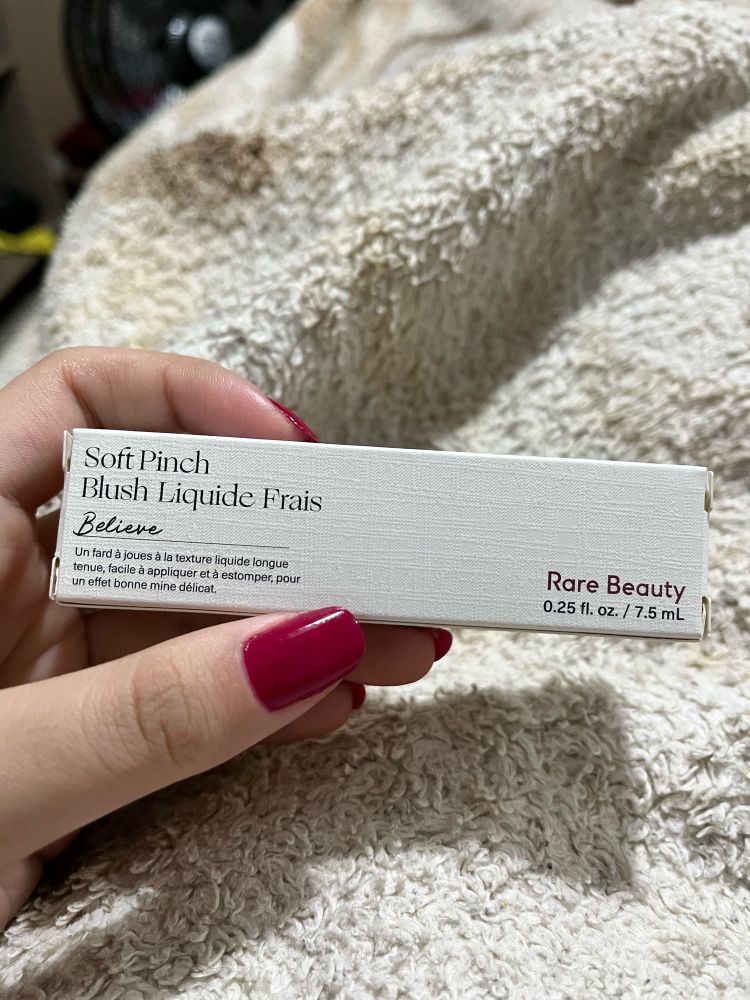 Soft Pinch
Blush Liquide Frais
Believe
Un fard à joues à la texture liquide longue
tenue, facile à appliquer et à estomper, pour
un effet bonne mine délicat.
Rare Beauty
0.25 fl. oz. / 7.5 mL